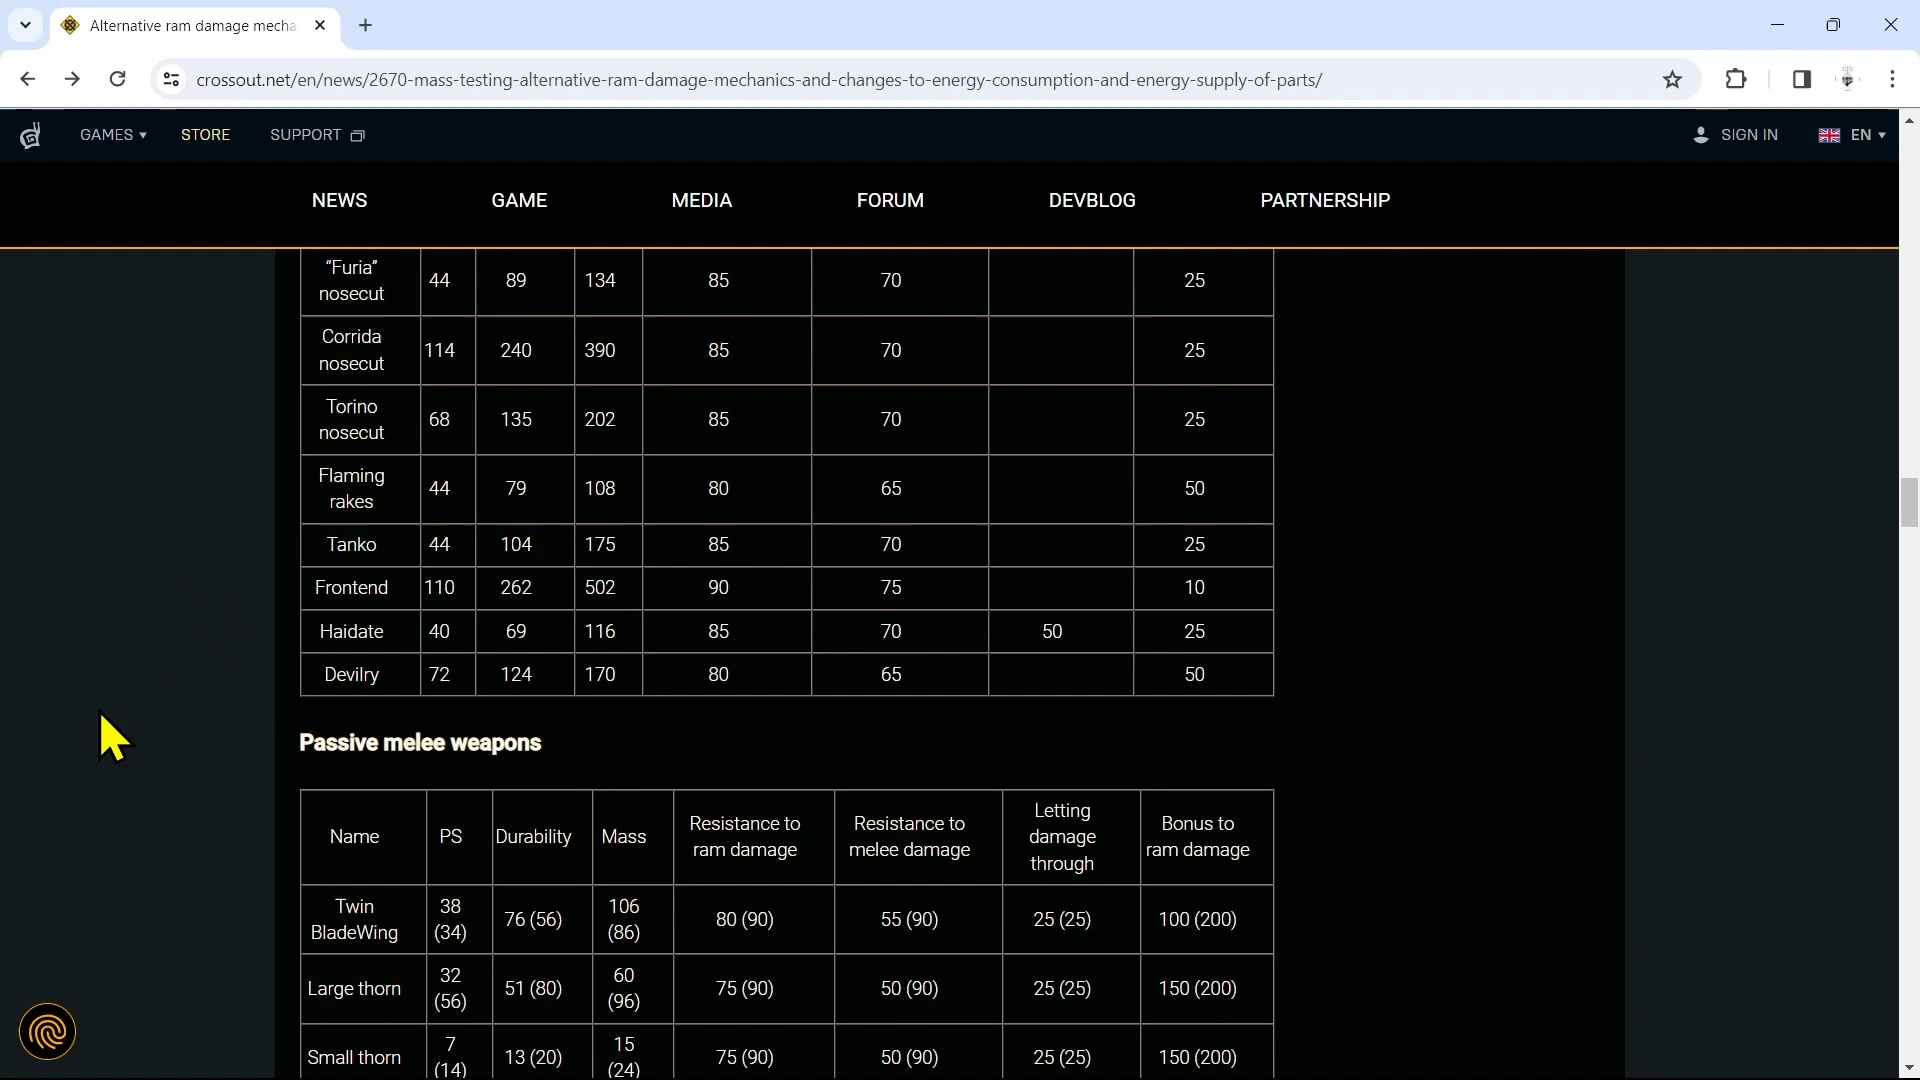 Alternative ram damage mecha
crossout.net/en/news/2670-mass-testing-alternative-ram-damage-mechanics-and-changes-to-energy-consumption-and-energy-supply-of-parts/
GAMES ▾ STORE SUPPORT SIGN IN EN ▾
NEWS GAME MEDIA FORUM DEVBLOG PARTNERSHIP
“Furia”
nosecut 44 89 134 85 70 25
Corrida
nosecut 114 240 390 85 70 25
Torino
nosecut 68 135 202 85 70 25
Flaming
rakes 44 79 108 80 65 50
Tanko 44 104 175 85 70 25
Frontend 110 262 502 90 75 10
Haidate 40 69 116 85 70 50 25
Devilry 72 124 170 80 65 50
Passive melee weapons
Name PS Durability Mass Resistance to
ram damage Resistance to
melee damage Letting
damage
through Bonus to
ram damage
Twin
BladeWing 38
(34) 76 (56) 106
(86) 80 (90) 55 (90) 25 (25) 100 (200)
Large thorn 32
(56) 51 (80) 60
(96) 75 (90) 50 (90) 25 (25) 150 (200)
Small thorn 7
(14) 13 (20) 15
(24) 75 (90) 50 (90) 25 (25) 150 (200)